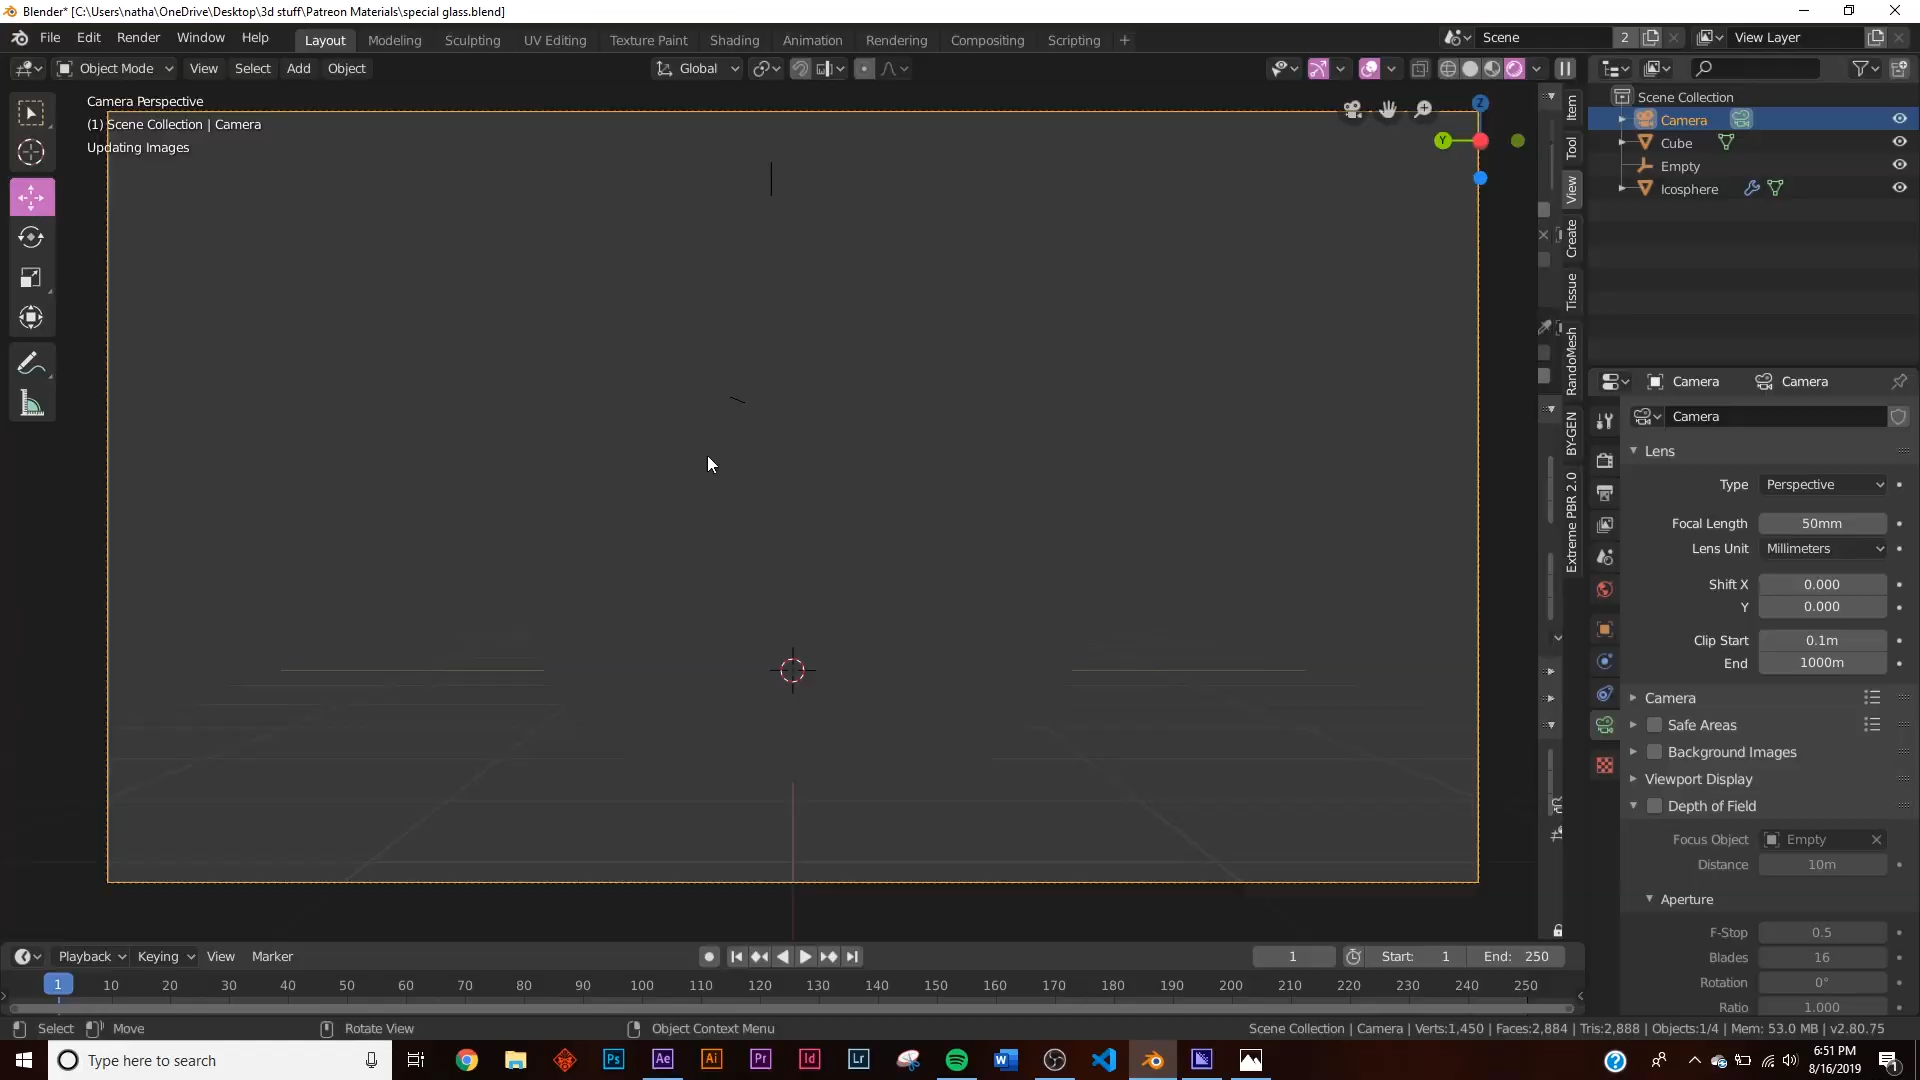 Blender* [C:\Users\natha\OneDrive\Desktop\3d stuff\Patreon Materials\special glass.blend]
File Edit Render Window Help Layout Modeling Sculpting UV Editing Texture Paint Shading Animation Rendering Compositing Scripting + Scene 2 View Layer
Object Mode View Select Add Object Global
Camera Perspective
(1) Scene Collection | Camera
Updating Images
Z
Y
Item
Tool
View
Create
Tissue
RandoMesh
BY-GEN
Extreme PBR 2.0
Scene Collection
Camera
Cube
Empty
Icosphere
Camera Camera
Camera
Lens
Type Perspective
Focal Length 50mm
Lens Unit Millimeters
Shift X 0.000
Y 0.000
Clip Start 0.1m
End 1000m
Camera
Safe Areas
Background Images
Viewport Display
Depth of Field
Focus Object Empty
Distance 10m
Aperture
F-Stop 0.5
Blades 16
Rotation 0°
Ratio 1.000
Playback Keying View Marker 1 Start: 1 End: 250
1 10 20 30 40 50 60 70 80 90 100 110 120 130 140 150 160 170 180 190 200 210 220 230 240 250
Select Move Rotate View Object Context Menu Scene Collection | Camera | Verts:1,450 | Faces:2,884 | Tris:2,888 | Objects:1/4 | Mem: 53.0 MB | v2.80.75
Type here to search Ps Ae Ai Pr Id Lr 6:51 PM
8/16/2019
1